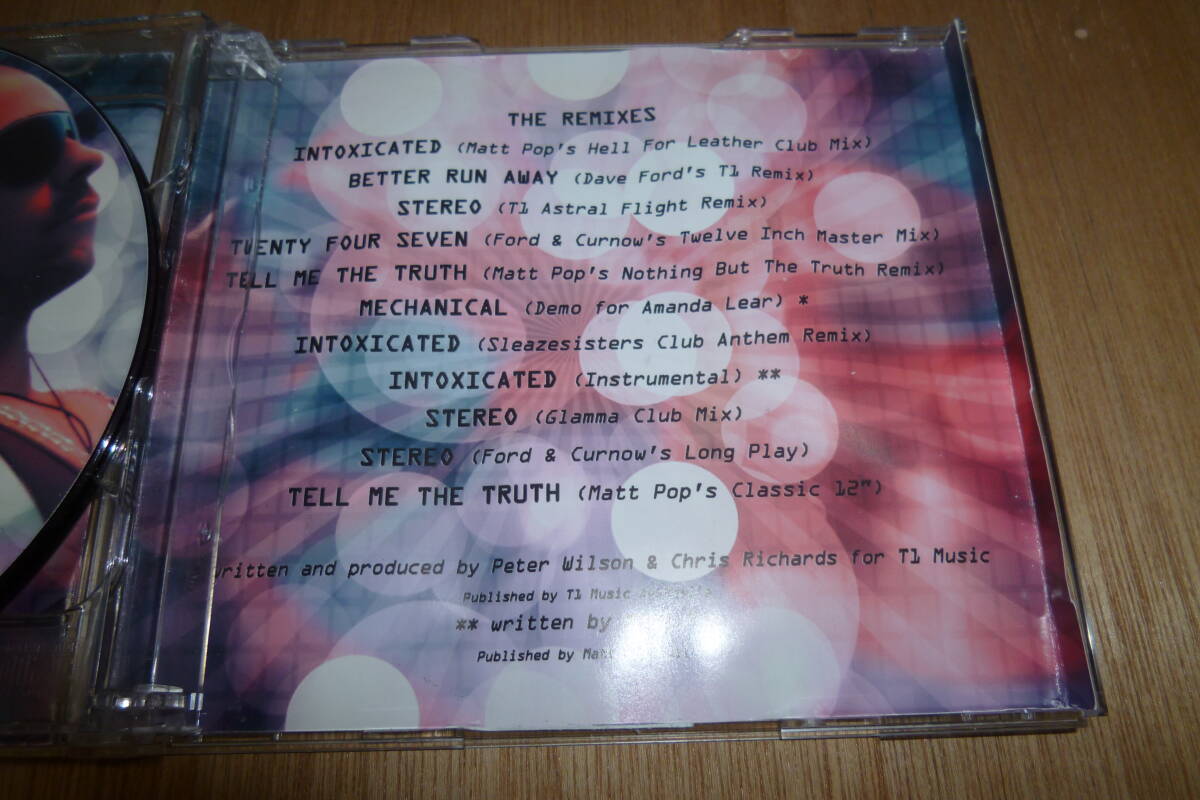 THE REMIXES
INTOXICATED (Matt Pop's Hell For Leather Club Mix)
BETTER RUN AWAY (Dave Ford's T1 Remix)
STEREO (T1 Astral Flight Remix)
TWENTY FOUR SEVEN (Ford & Curnow's Twelve Inch Master Mix)
TELL ME THE TRUTH (Matt Pop's Nothing But The Truth Remix)
MECHANICAL (Demo for Amanda Lear) *
INTOXICATED (Sleazesisters Club Anthem Remix)
INTOXICATED (Instrumental) **
STEREO (Glamma Club Mix)
STEREO (Ford & Curnow's Long Play)
TELL ME THE TRUTH (Matt Pop's Classic 12")
written and produced by Peter Wilson & Chris Richards for T1 Music
Published by T1 Music Australia
** written by
Published by